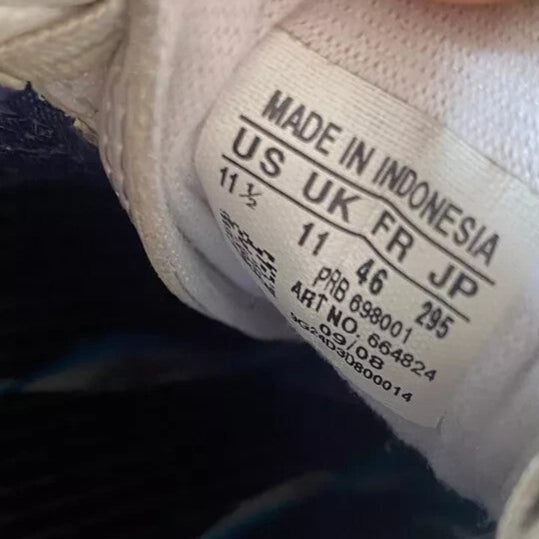 MADE IN INDONESIA
US UK FR JP
11 ½ 11 46 295
PRB 698001
ART NO. 664824
09/08
9G24D3D800014